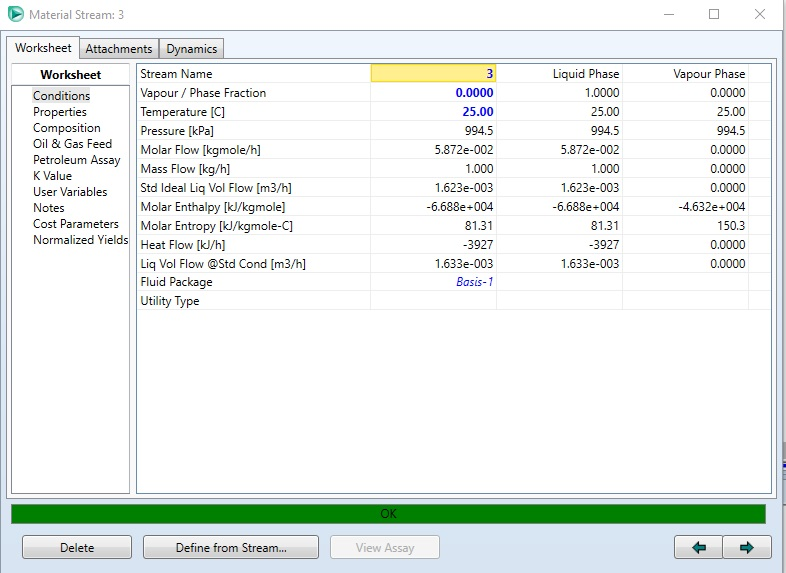 Material Stream: 3
Worksheet Attachments Dynamics
Worksheet
Conditions
Properties
Composition
Oil & Gas Feed
Petroleum Assay
K Value
User Variables
Notes
Cost Parameters
Normalized Yields
Stream Name 3 Liquid Phase Vapour Phase
Vapour / Phase Fraction 0.0000 1.0000 0.0000
Temperature [C] 25.00 25.00 25.00
Pressure [kPa] 994.5 994.5 994.5
Molar Flow [kgmole/h] 5.872e-002 5.872e-002 0.0000
Mass Flow [kg/h] 1.000 1.000 0.0000
Std Ideal Liq Vol Flow [m3/h] 1.623e-003 1.623e-003 0.0000
Molar Enthalpy [kJ/kgmole] -6.688e+004 -6.688e+004 -4.632e+004
Molar Entropy [kJ/kgmole-C] 81.31 81.31 150.3
Heat Flow [kJ/h] -3927 -3927 0.0000
Liq Vol Flow @Std Cond [m3/h] 1.633e-003 1.633e-003 0.0000
Fluid Package Basis-1
Utility Type
OK
Delete Define from Stream... View Assay